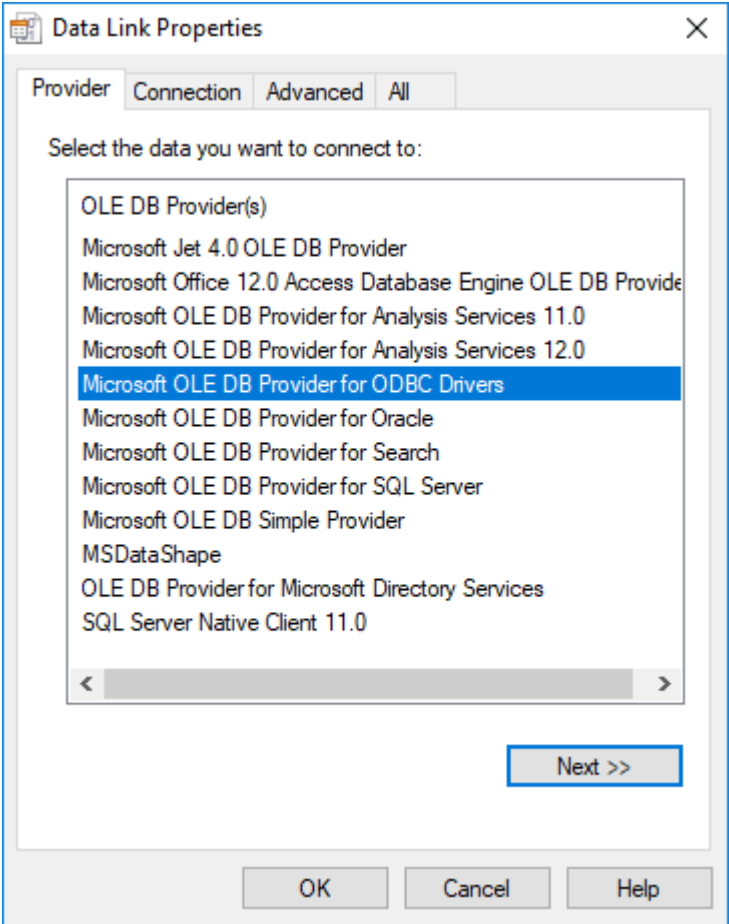 Data Link Properties
Provider Connection Advanced All
Select the data you want to connect to:
OLE DB Provider(s)
Microsoft Jet 4.0 OLE DB Provider
Microsoft Office 12.0 Access Database Engine OLE DB Provide
Microsoft OLE DB Provider for Analysis Services 11.0
Microsoft OLE DB Provider for Analysis Services 12.0
Microsoft OLE DB Provider for ODBC Drivers
Microsoft OLE DB Provider for Oracle
Microsoft OLE DB Provider for Search
Microsoft OLE DB Provider for SQL Server
Microsoft OLE DB Simple Provider
MSDataShape
OLE DB Provider for Microsoft Directory Services
SQL Server Native Client 11.0
Next >>
OK Cancel Help